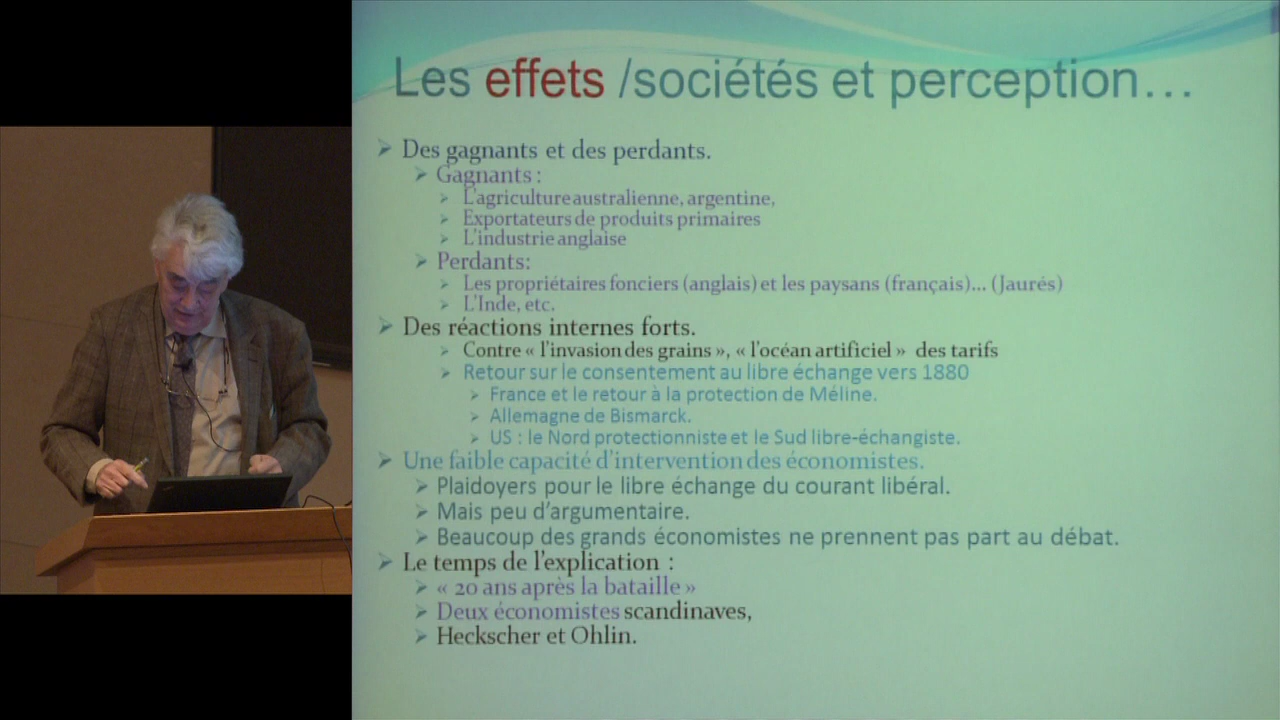 Les effets /sociétés et perception…
Des gagnants et des perdants.
Gagnants :
L'agriculture australienne, argentine,
Exportateurs de produits primaires
L'industrie anglaise
Perdants:
Les propriétaires fonciers (anglais) et les paysans (français)... (Jaurés)
L'Inde, etc.
Des réactions internes forts.
Contre « l'invasion des grains », « l'océan artificiel » des tarifs
Retour sur le consentement au libre échange vers 1880
France et le retour à la protection de Méline.
Allemagne de Bismarck.
US : le Nord protectionniste et le Sud libre-échangiste.
Une faible capacité d'intervention des économistes.
Plaidoyers pour le libre échange du courant libéral.
Mais peu d'argumentaire.
Beaucoup des grands économistes ne prennent pas part au débat.
Le temps de l'explication :
« 20 ans après la bataille »
Deux économistes scandinaves,
Heckscher et Ohlin.